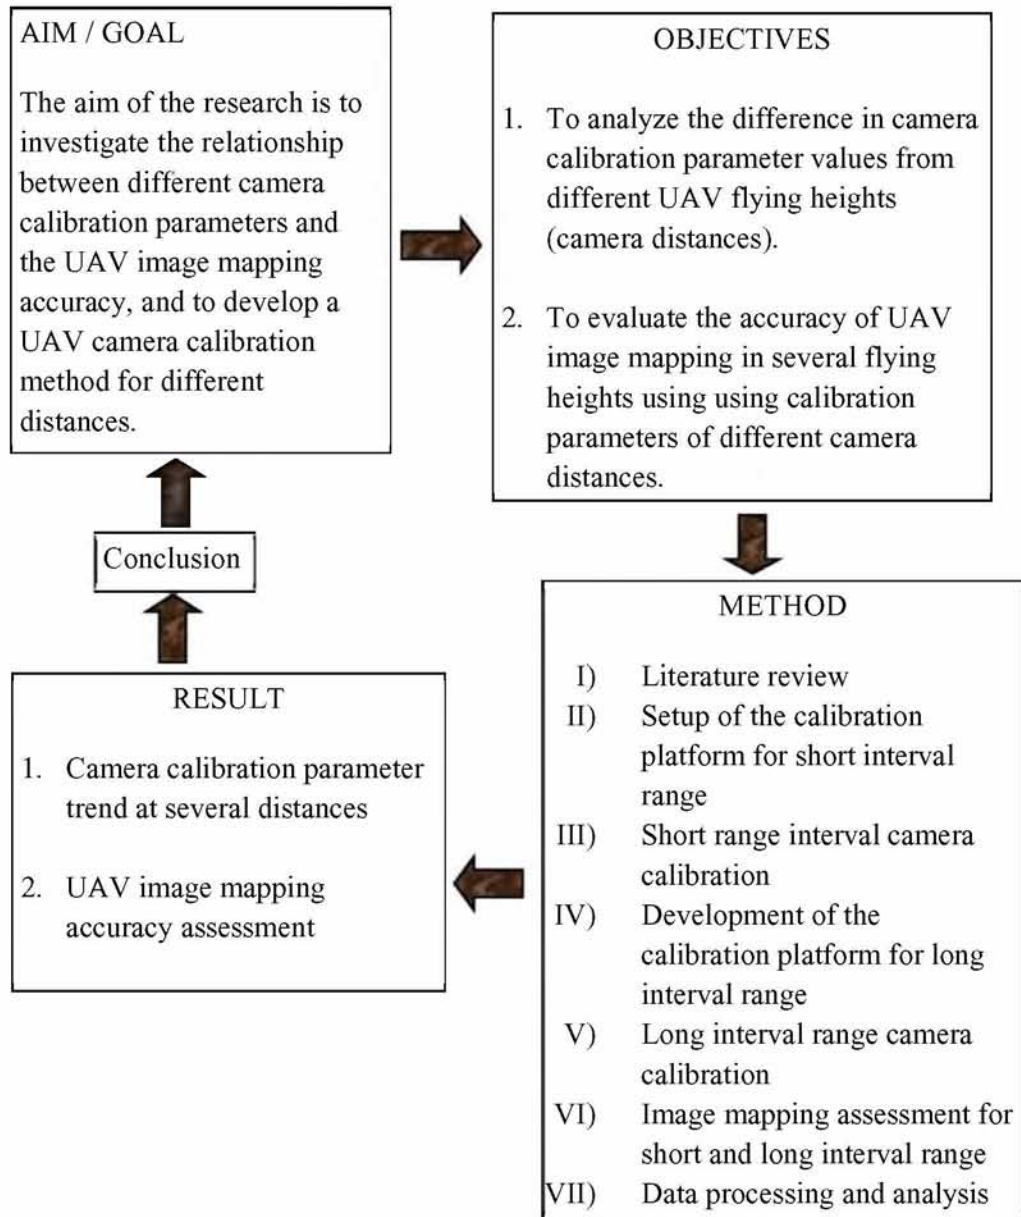 AIM / GOAL
The aim of the research is to
investigate the relationship
between different camera
calibration parameters and
the UAV image mapping
accuracy, and to develop a
UAV camera calibration
method for different
distances.
OBJECTIVES
1. To analyze the difference in camera
calibration parameter values from
different UAV flying heights
(camera distances).
2. To evaluate the accuracy of UAV
image mapping in several flying
heights using using calibration
parameters of different camera
distances.
METHOD
I) Literature review
II) Setup of the calibration
platform for short interval
range
III) Short range interval camera
calibration
IV) Development of the
calibration platform for long
interval range
V) Long interval range camera
calibration
VI) Image mapping assessment for
short and long interval range
VII) Data processing and analysis
RESULT
1. Camera calibration parameter
trend at several distances
2. UAV image mapping
accuracy assessment
Conclusion